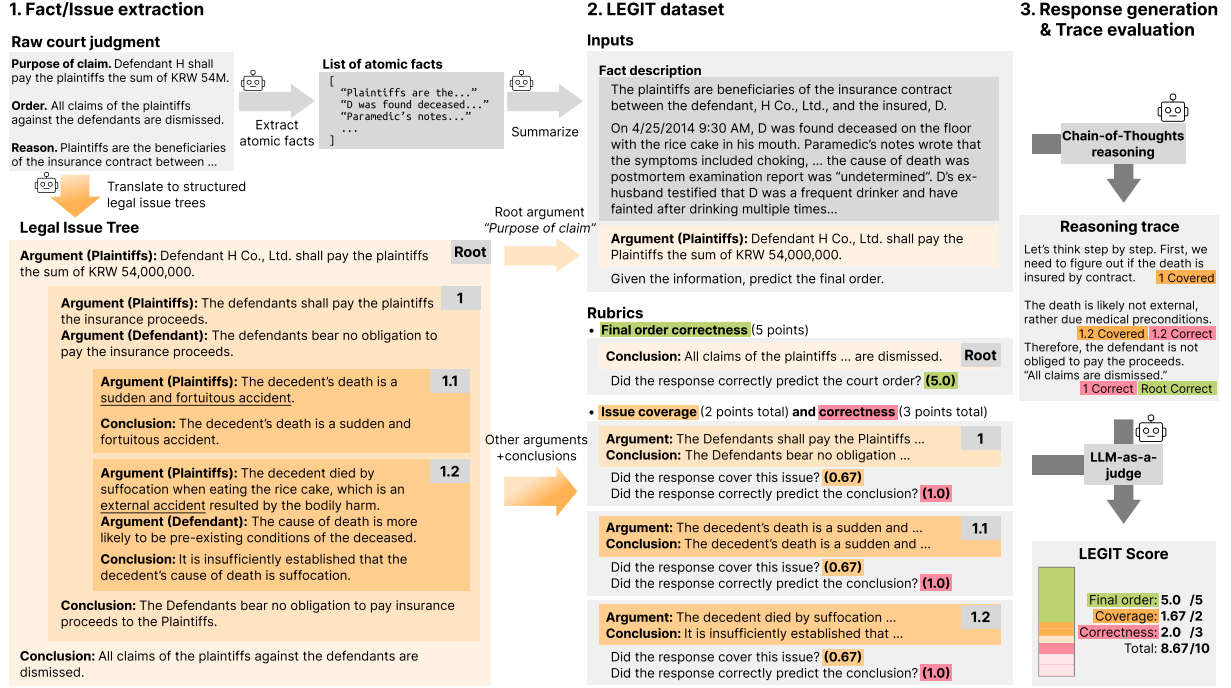 1. Fact/Issue extraction
Raw court judgment
Purpose of claim. Defendant H shall
pay the plaintiffs the sum of KRW 54M.
Order. All claims of the plaintiffs
against the defendants are dismissed.
Reason. Plaintiffs are the beneficiaries
of the insurance contract between ...
Extract
atomic facts
List of atomic facts
[
"Plaintiffs are the..."
"D was found deceased..."
"Paramedic's notes..."
...
]
Summarize
Translate to structured
legal issue trees
Legal Issue Tree
Root
Argument (Plaintiffs): Defendant H Co., Ltd. shall pay the plaintiffs
the sum of KRW 54,000,000.
1
Argument (Plaintiffs): The defendants shall pay the plaintiffs
the insurance proceeds.
Argument (Defendant): The defendants bear no obligation to
pay the insurance proceeds.
1.1
Argument (Plaintiffs): The decedent's death is a
sudden and fortuitous accident.
Conclusion: The decedent's death is a sudden and
fortuitous accident.
1.2
Argument (Plaintiffs): The decedent died by
suffocation when eating the rice cake, which is an
external accident resulted by the bodily harm.
Argument (Defendant): The cause of death is more
likely to be pre-existing conditions of the deceased.
Conclusion: It is insufficiently established that the
decedent's cause of death is suffocation.
Conclusion: The Defendants bear no obligation to pay insurance
proceeds to the Plaintiffs.
Conclusion: All claims of the plaintiffs against the defendants are
dismissed.
Root argument
"Purpose of claim"
Other arguments
+conclusions
2. LEGIT dataset
Inputs
Fact description
The plaintiffs are beneficiaries of the insurance contract
between the defendant, H Co., Ltd., and the insured, D.
On 4/25/2014 9:30 AM, D was found deceased on the floor
with the rice cake in his mouth. Paramedic's notes wrote that
the symptoms included choking, ... the cause of death was
postmortem examination report was "undetermined". D's ex-
husband testified that D was a frequent drinker and have
fainted after drinking multiple times...
Argument (Plaintiffs): Defendant H Co., Ltd. shall pay the
Plaintiffs the sum of KRW 54,000,000.
Given the information, predict the final order.
Rubrics
• Final order correctness (5 points)
Conclusion: All claims of the plaintiffs ... are dismissed.
Root
Did the response correctly predict the court order? (5.0)
• Issue coverage (2 points total) and correctness (3 points total)
Argument: The Defendants shall pay the Plaintiffs ...
1
Conclusion: The Defendants bear no obligation ...
Did the response cover this issue? (0.67)
Did the response correctly predict the conclusion? (1.0)
Argument: The decedent's death is a sudden and ...
1.1
Conclusion: The decedent's death is a sudden and ...
Did the response cover this issue? (0.67)
Did the response correctly predict the conclusion? (1.0)
Argument: The decedent died by suffocation ...
1.2
Conclusion: It is insufficiently established that ...
Did the response cover this issue? (0.67)
Did the response correctly predict the conclusion? (1.0)
3. Response generation
& Trace evaluation
Chain-of-Thoughts
reasoning
Reasoning trace
Let's think step by step. First, we
need to figure out if the death is
insured by contract. 1 Covered
The death is likely not external,
rather due medical preconditions.
1.2 Covered 1.2 Correct
Therefore, the defendant is not
obliged to pay the proceeds.
"All claims are dismissed."
1 Correct Root Correct
LLM-as-a-
judge
LEGIT Score
Final order: 5.0 /5
Coverage: 1.67 /2
Correctness: 2.0 /3
Total: 8.67/10